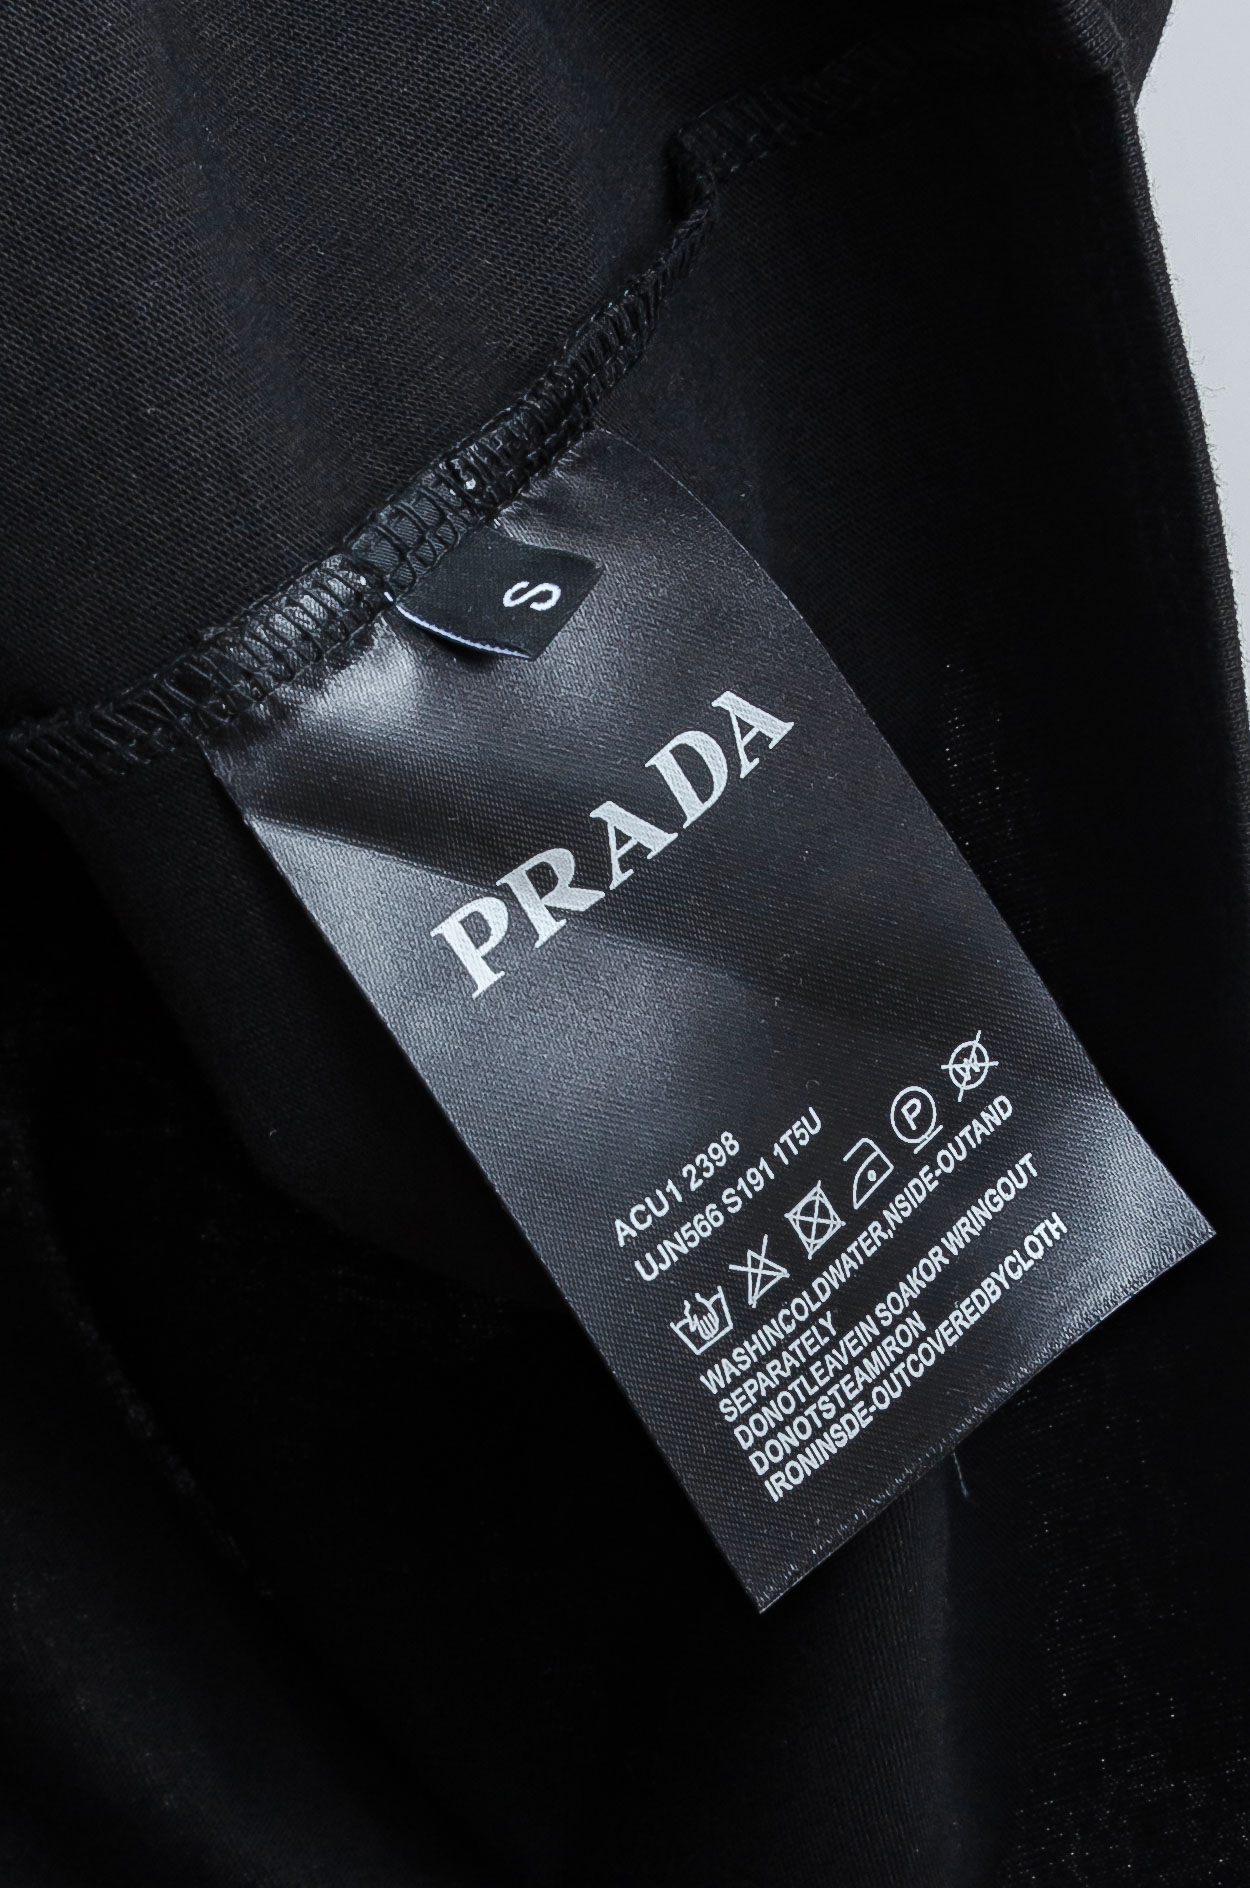 S
PRADA
ACU1 2398
UJN566 S191 1T5U
P
W
WASHINCOLDWATER,NSIDE-OUTAND
SEPARATELY
DONOTLEAVEIN SOAKOR WRINGOUT
DONOTSTEAMIRON
IRONINSDE-OUTCOVEREDBYCLOTH